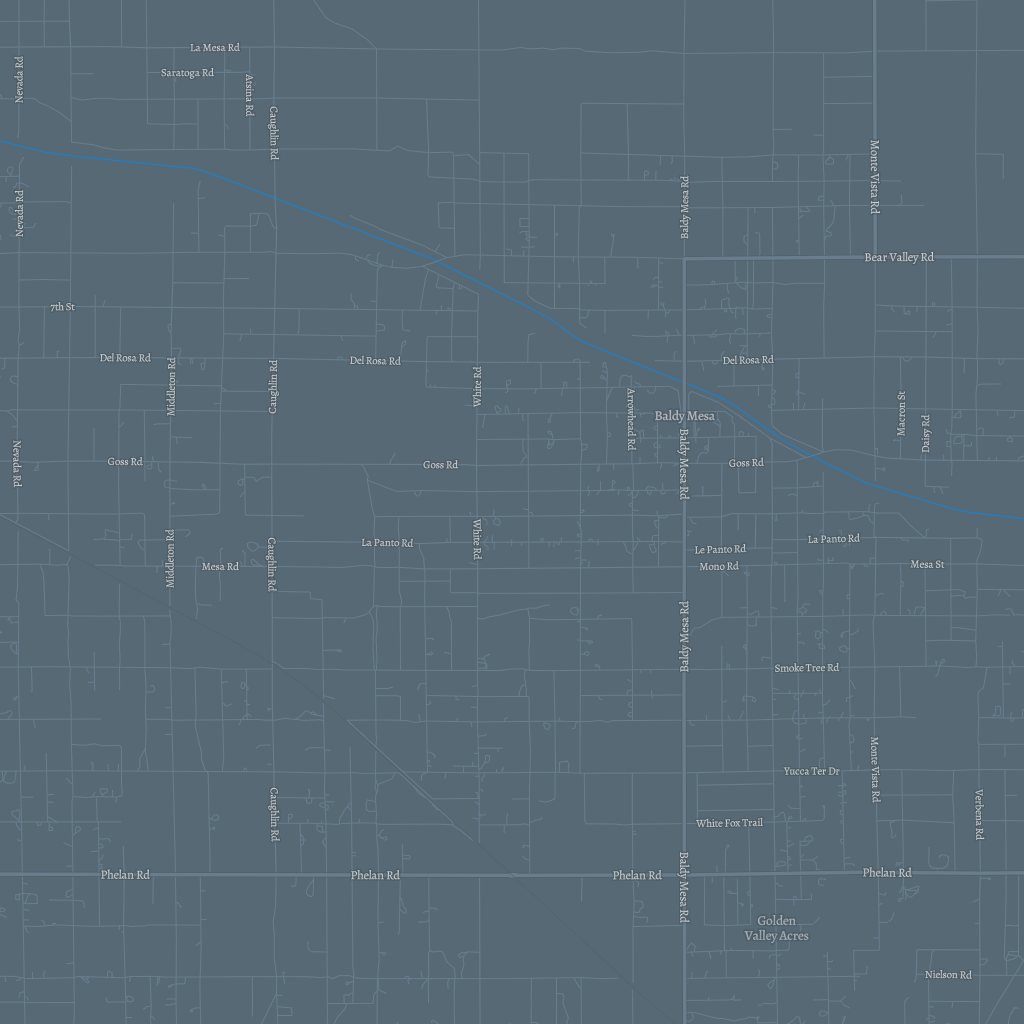 La Mesa Rd
Saratoga Rd
Nevada Rd
Atsina Rd
Caughlin Rd
Monte Vista Rd
Nevada Rd
Baldy Mesa Rd
Bear Valley Rd
7th St
Del Rosa Rd
Del Rosa Rd
Del Rosa Rd
Middleton Rd
Caughlin Rd
White Rd
Arrowhead Rd
Baldy Mesa
Macron St
Daisy Rd
Nevada Rd
Goss Rd
Goss Rd
Baldy Mesa Rd
Goss Rd
Middleton Rd
Caughlin Rd
White Rd
La Panto Rd
Le Panto Rd
La Panto Rd
Mesa Rd
Mono Rd
Mesa St
Baldy Mesa Rd
Smoke Tree Rd
Monte Vista Rd
Yucca Ter Dr
Caughlin Rd
Verbena Rd
White Fox Trail
Phelan Rd
Phelan Rd
Phelan Rd
Baldy Mesa Rd
Phelan Rd
Golden
Valley Acres
Nielson Rd